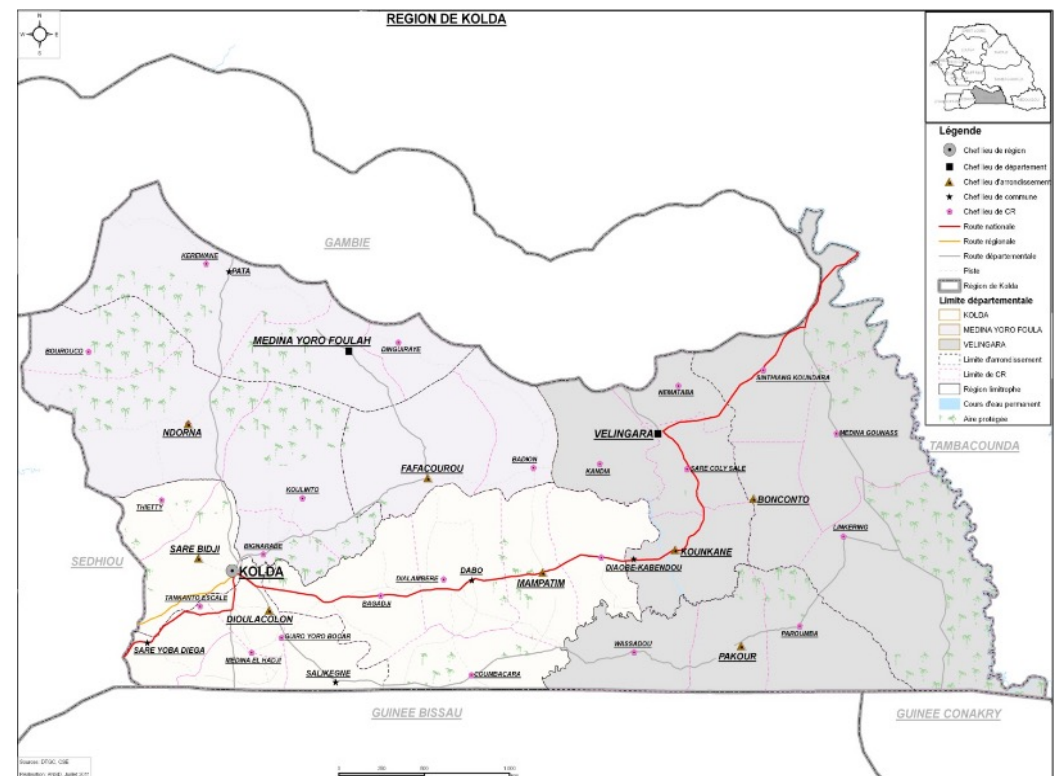 REGION DE KOLDA
N
E
S
Légende
Chef lieu de région
Chef lieu de département
Chef lieu d'arrondissement
Chef lieu de commune
Chef lieu de CR
Route nationale
Route régionale
Route départementale
Piste
Région de Kolda
Limite départementale
KOLDA
MEDINA YORO FOULA
VELINGARA
Limite d'arrondissement
Limite de CR
Région limitrophe
Cours d'eau permanent
Aire protégée
GAMBIE
KEREWANE
PATA
MEDINA YORO FOULAH
DINGUIRAYE
BOUROUCO
NDORNA
FAFACOUROU
BADION
KOULINTO
THIETTY
BIGNARABE
SARE BIDJI
SEDHIOU
KOLDA
TANKANTO ESCALE
DIOULACOLON
GUIRO YORO BOCAR
MEDINA EL HADJI
SARE YOBA DIEGA
SALIKEGNE
COUMBACARA
BAGADJI
DIALAMBERE
DABO
MAMPATIM
DIAOBE-KABENDOU
KOUNKANE
NEMATABA
SINTHIANG KOUNDARA
VELINGARA
KANDIA
SARE COLY SALE
MEDINA GOUNASS
TAMBACOUNDA
BONCONTO
LINKERING
WASSADOU
PAKOUR
PAROUMBA
GUINEE BISSAU
GUINEE CONAKRY